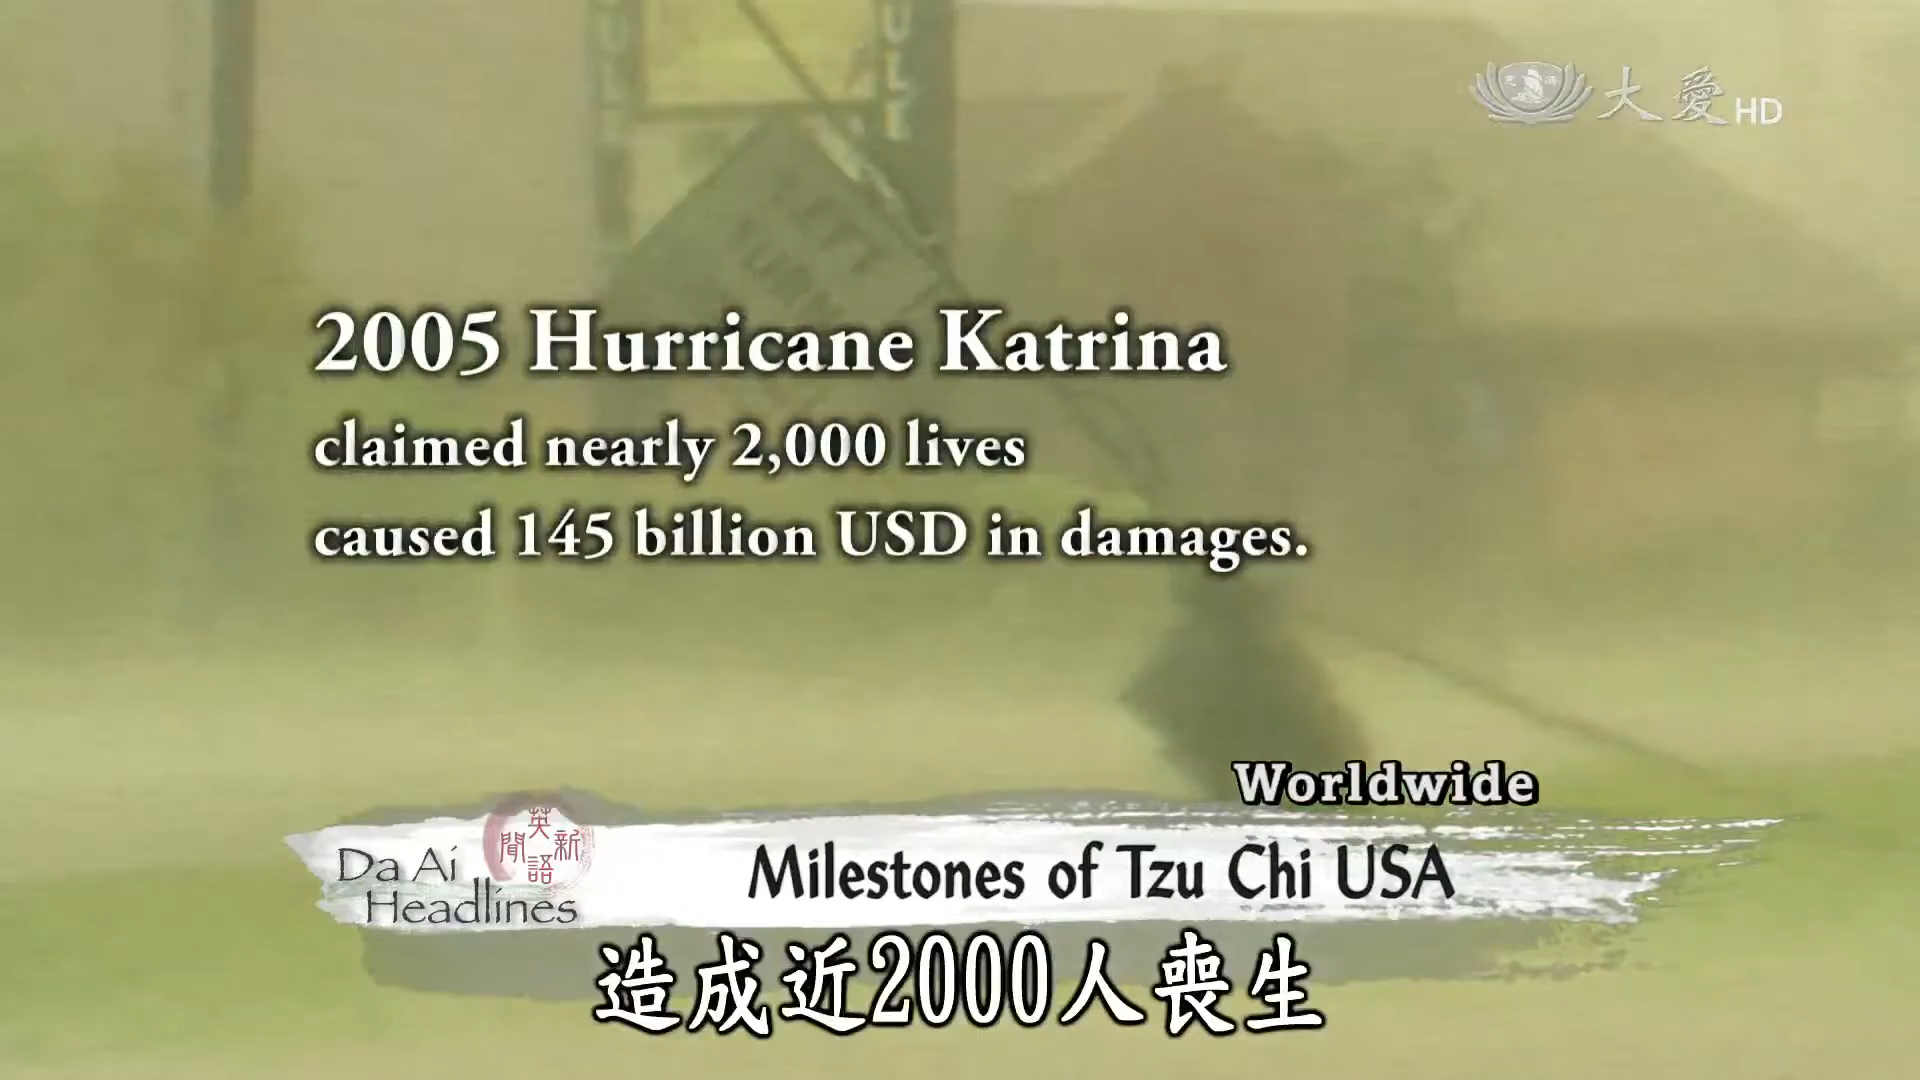 大愛HD
2005 Hurricane Katrina
claimed nearly 2,000 lives
caused 145 billion USD in damages.
Worldwide
Da Ai
Headlines
英語新聞
Milestones of Tzu Chi USA
造成近2000人喪生